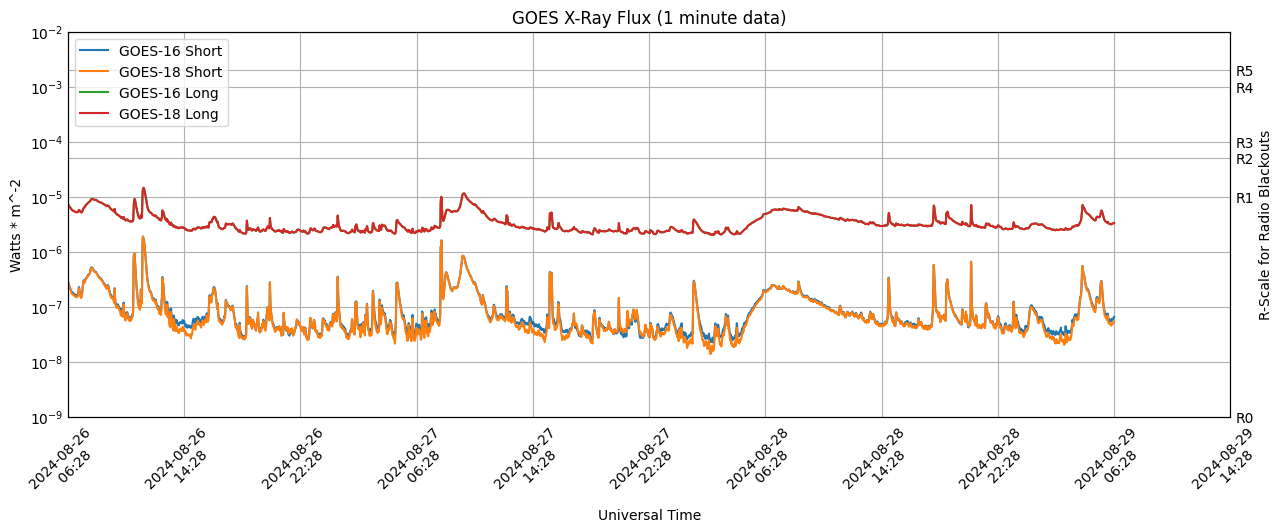 GOES X-Ray Flux (1 minute data)
GOES-16 Short
GOES-18 Short
GOES-16 Long
GOES-18 Long
10^-2
10^-3
10^-4
10^-5
10^-6
10^-7
10^-8
10^-9
Watts * m^-2
R5
R4
R3
R2
R1
R0
R-Scale for Radio Blackouts
2024-08-26
06:28
2024-08-26
14:28
2024-08-26
22:28
2024-08-27
06:28
2024-08-27
14:28
2024-08-27
22:28
2024-08-28
06:28
2024-08-28
14:28
2024-08-28
22:28
2024-08-29
06:28
2024-08-29
14:28
Universal Time